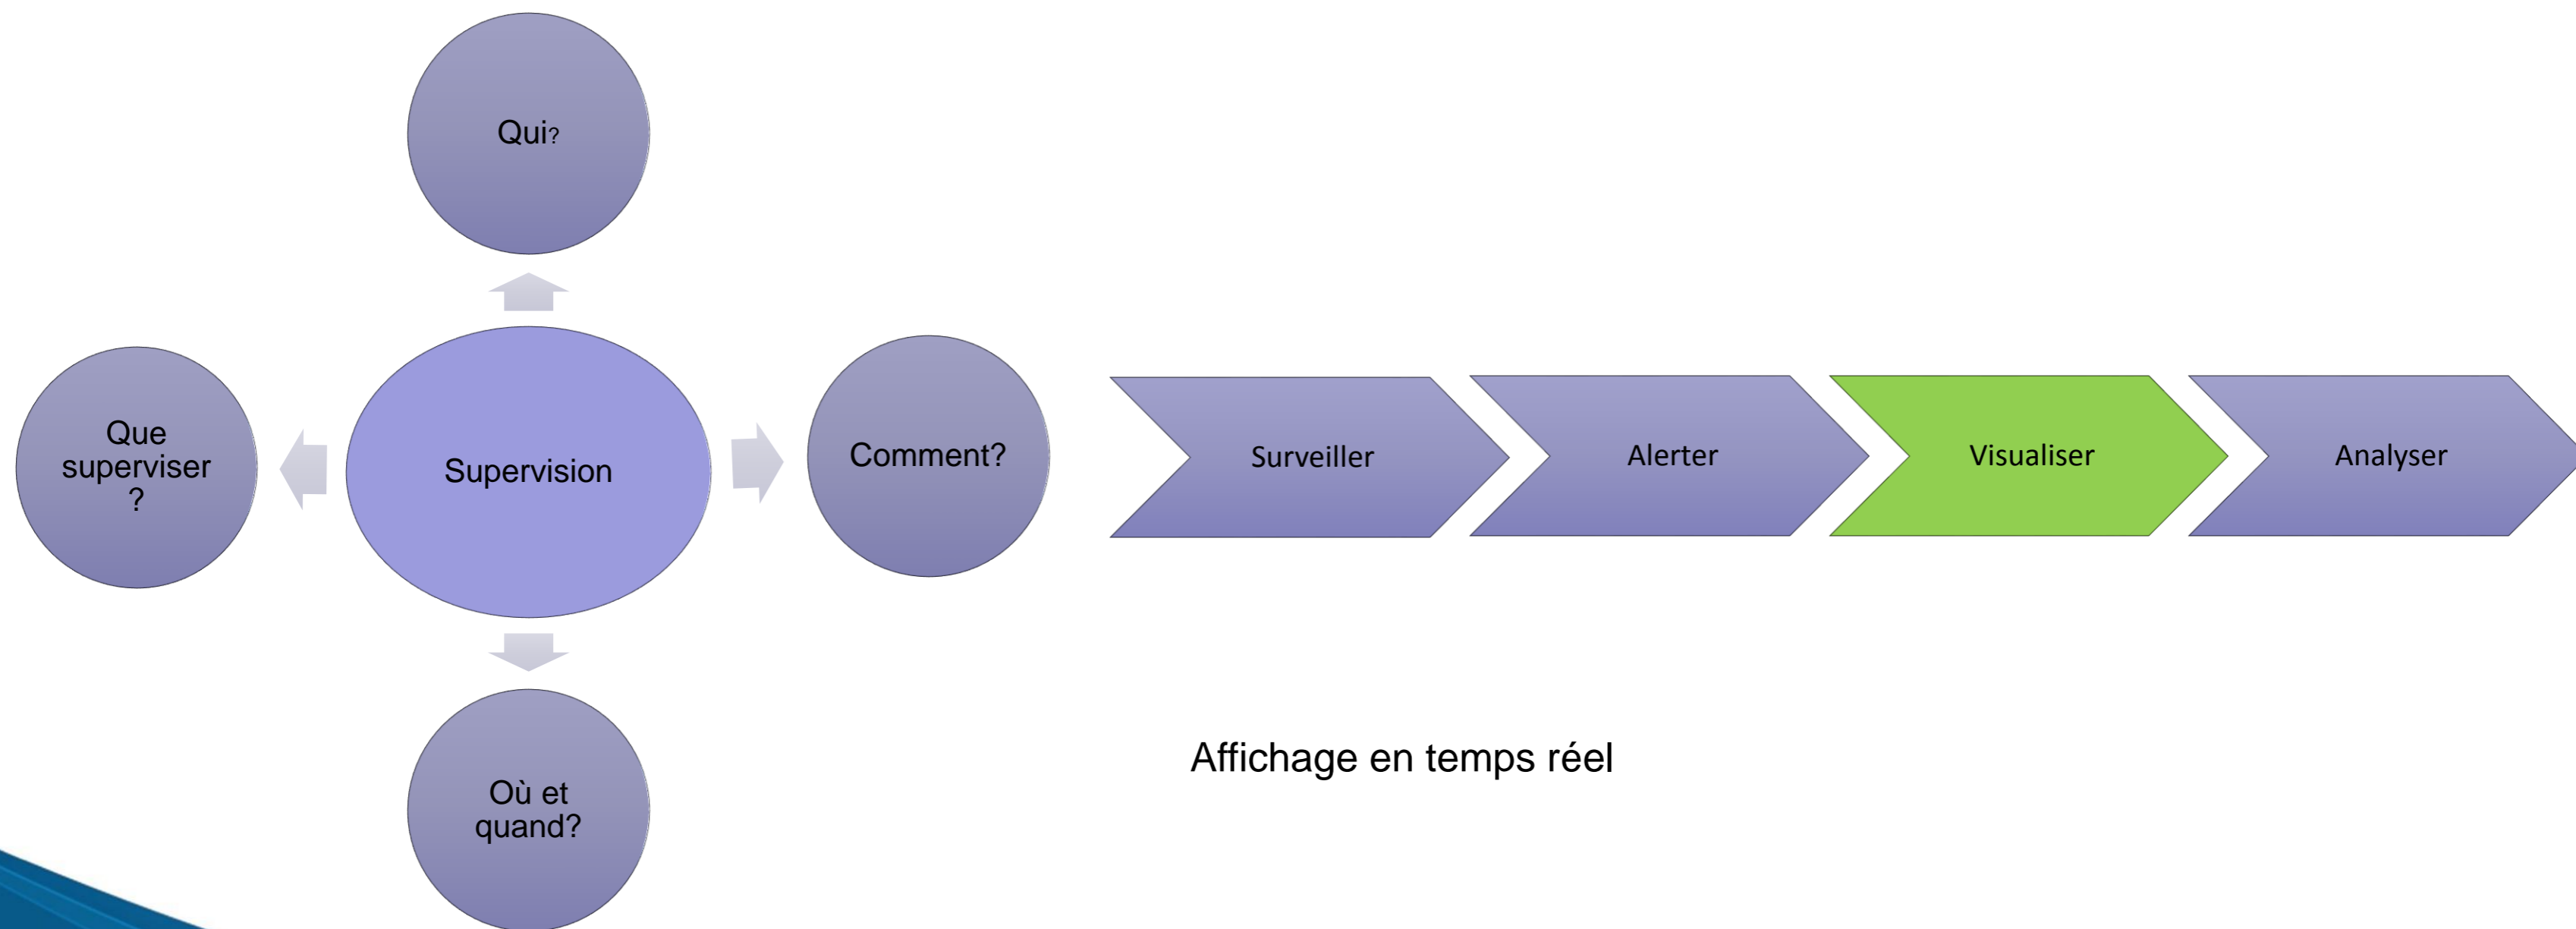 Qui?
Que
superviser
?
Supervision
Comment?
Où et
quand?
Surveiller
Alerter
Visualiser
Analyser
Affichage en temps réel